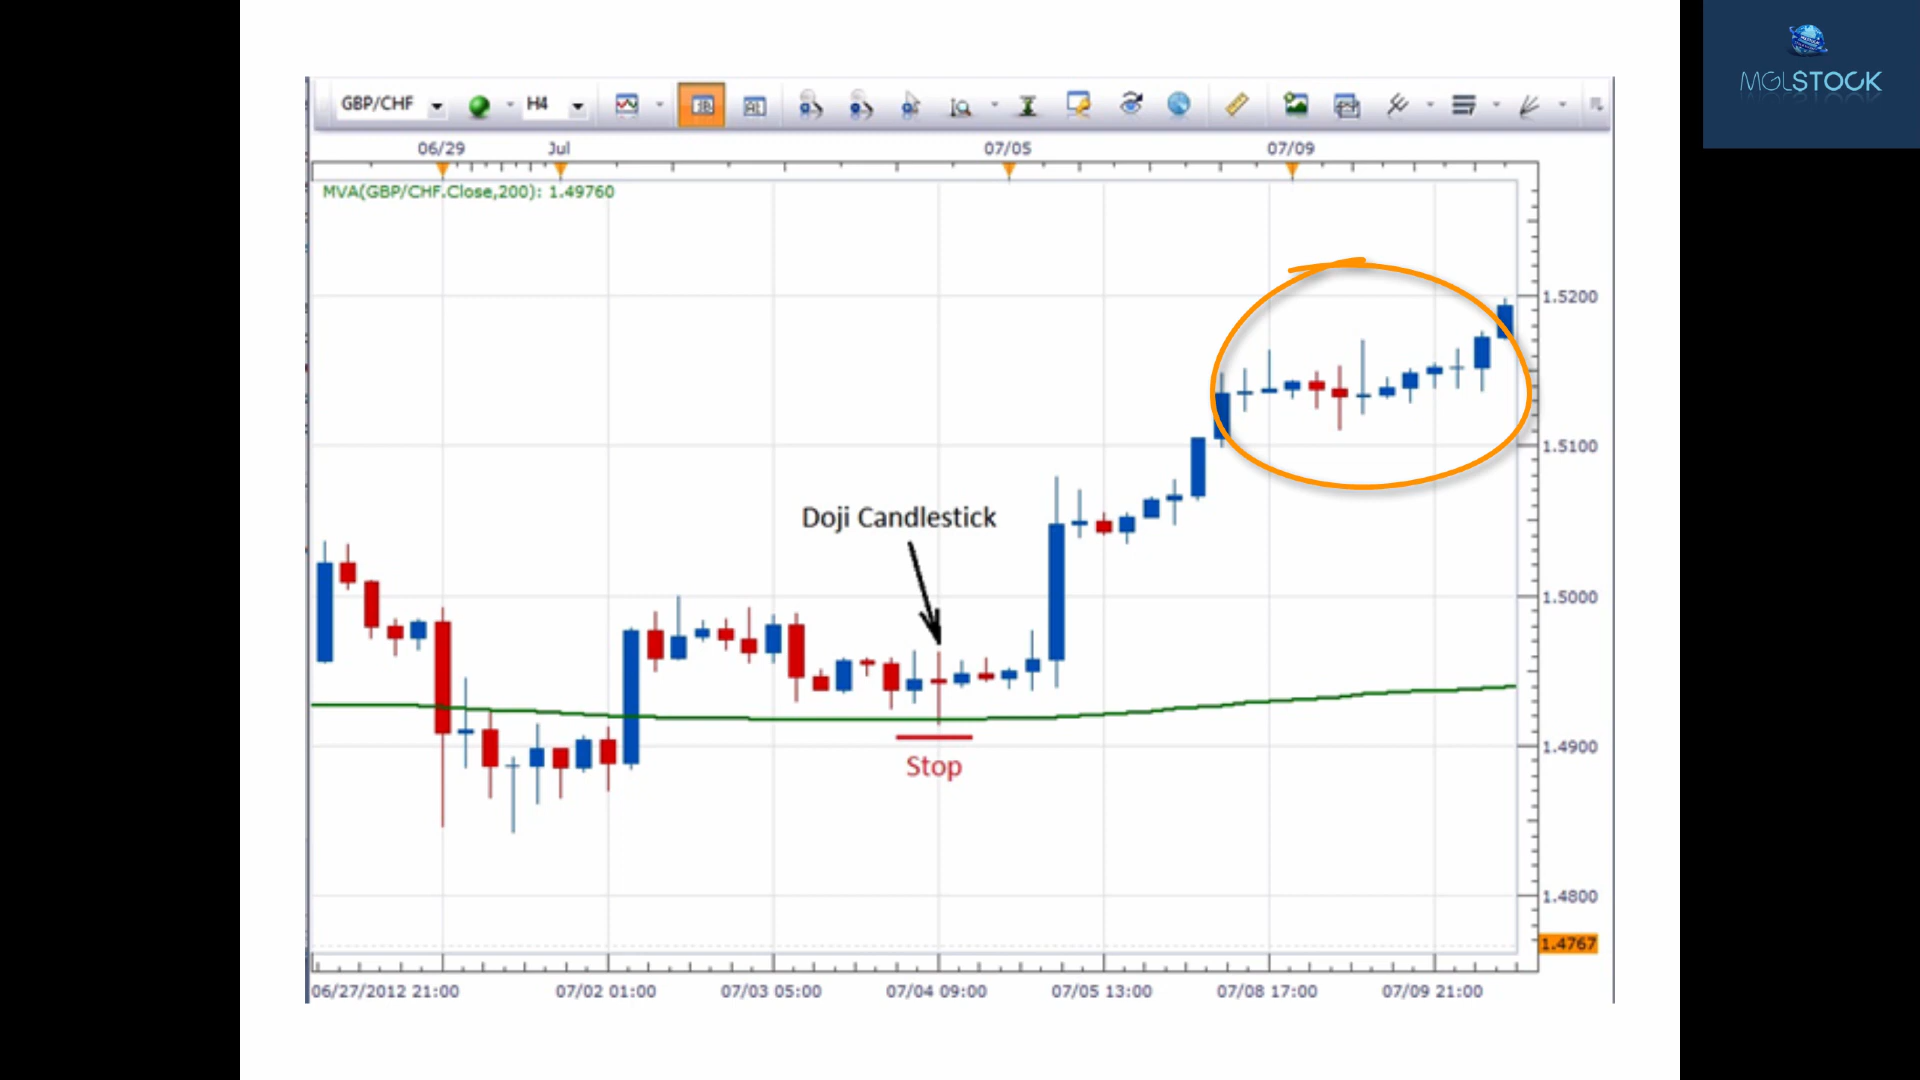 MGLSTOCK
GBP/CHF H4
06/29 Jul 07/05 07/09
MVA(GBP/CHF.Close,200): 1.49760
1.5200
1.5100
Doji Candlestick
1.5000
1.4900
Stop
1.4800
1.4767
06/27/2012 21:00 07/02 01:00 07/03 05:00 07/04 09:00 07/05 13:00 07/08 17:00 07/09 21:00